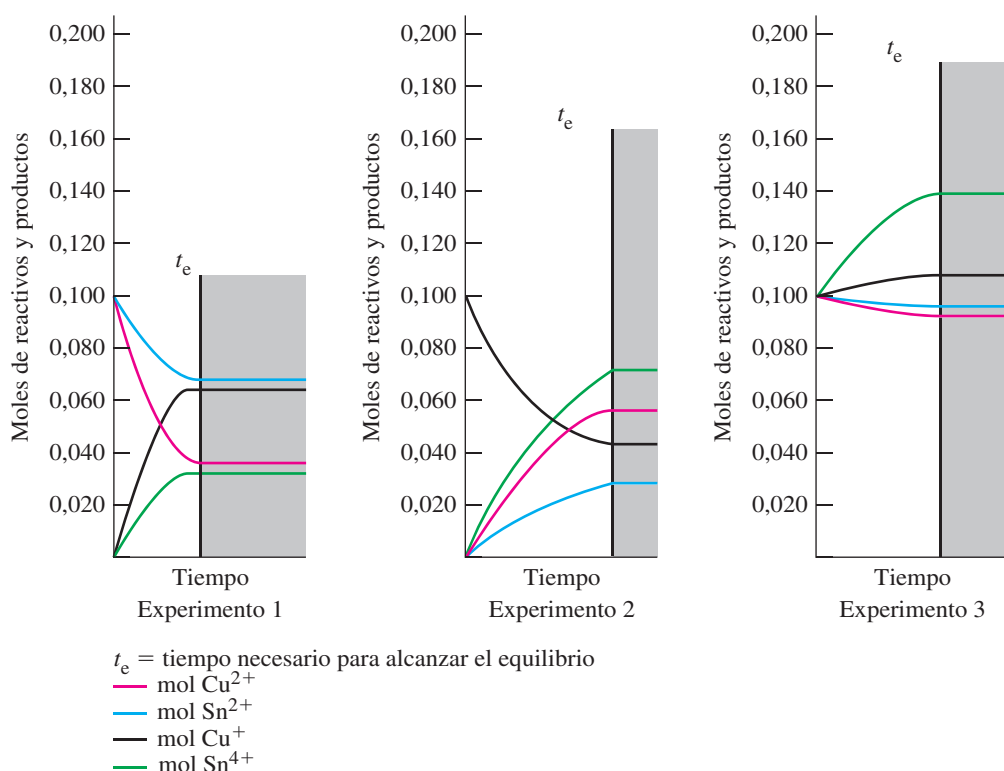 0,200
0,180
0,160
0,140
0,120
0,100
0,080
0,060
0,040
0,020
Moles de reactivos y productos
t_e
Tiempo
Experimento 1
0,200
0,180
0,160
0,140
0,120
0,100
0,080
0,060
0,040
0,020
Moles de reactivos y productos
t_e
Tiempo
Experimento 2
0,200
0,180
0,160
0,140
0,120
0,100
0,080
0,060
0,040
0,020
Moles de reactivos y productos
t_e
Tiempo
Experimento 3
t_e = tiempo necesario para alcanzar el equilibrio
mol Cu²⁺
mol Sn²⁺
mol Cu⁺
mol Sn⁴⁺